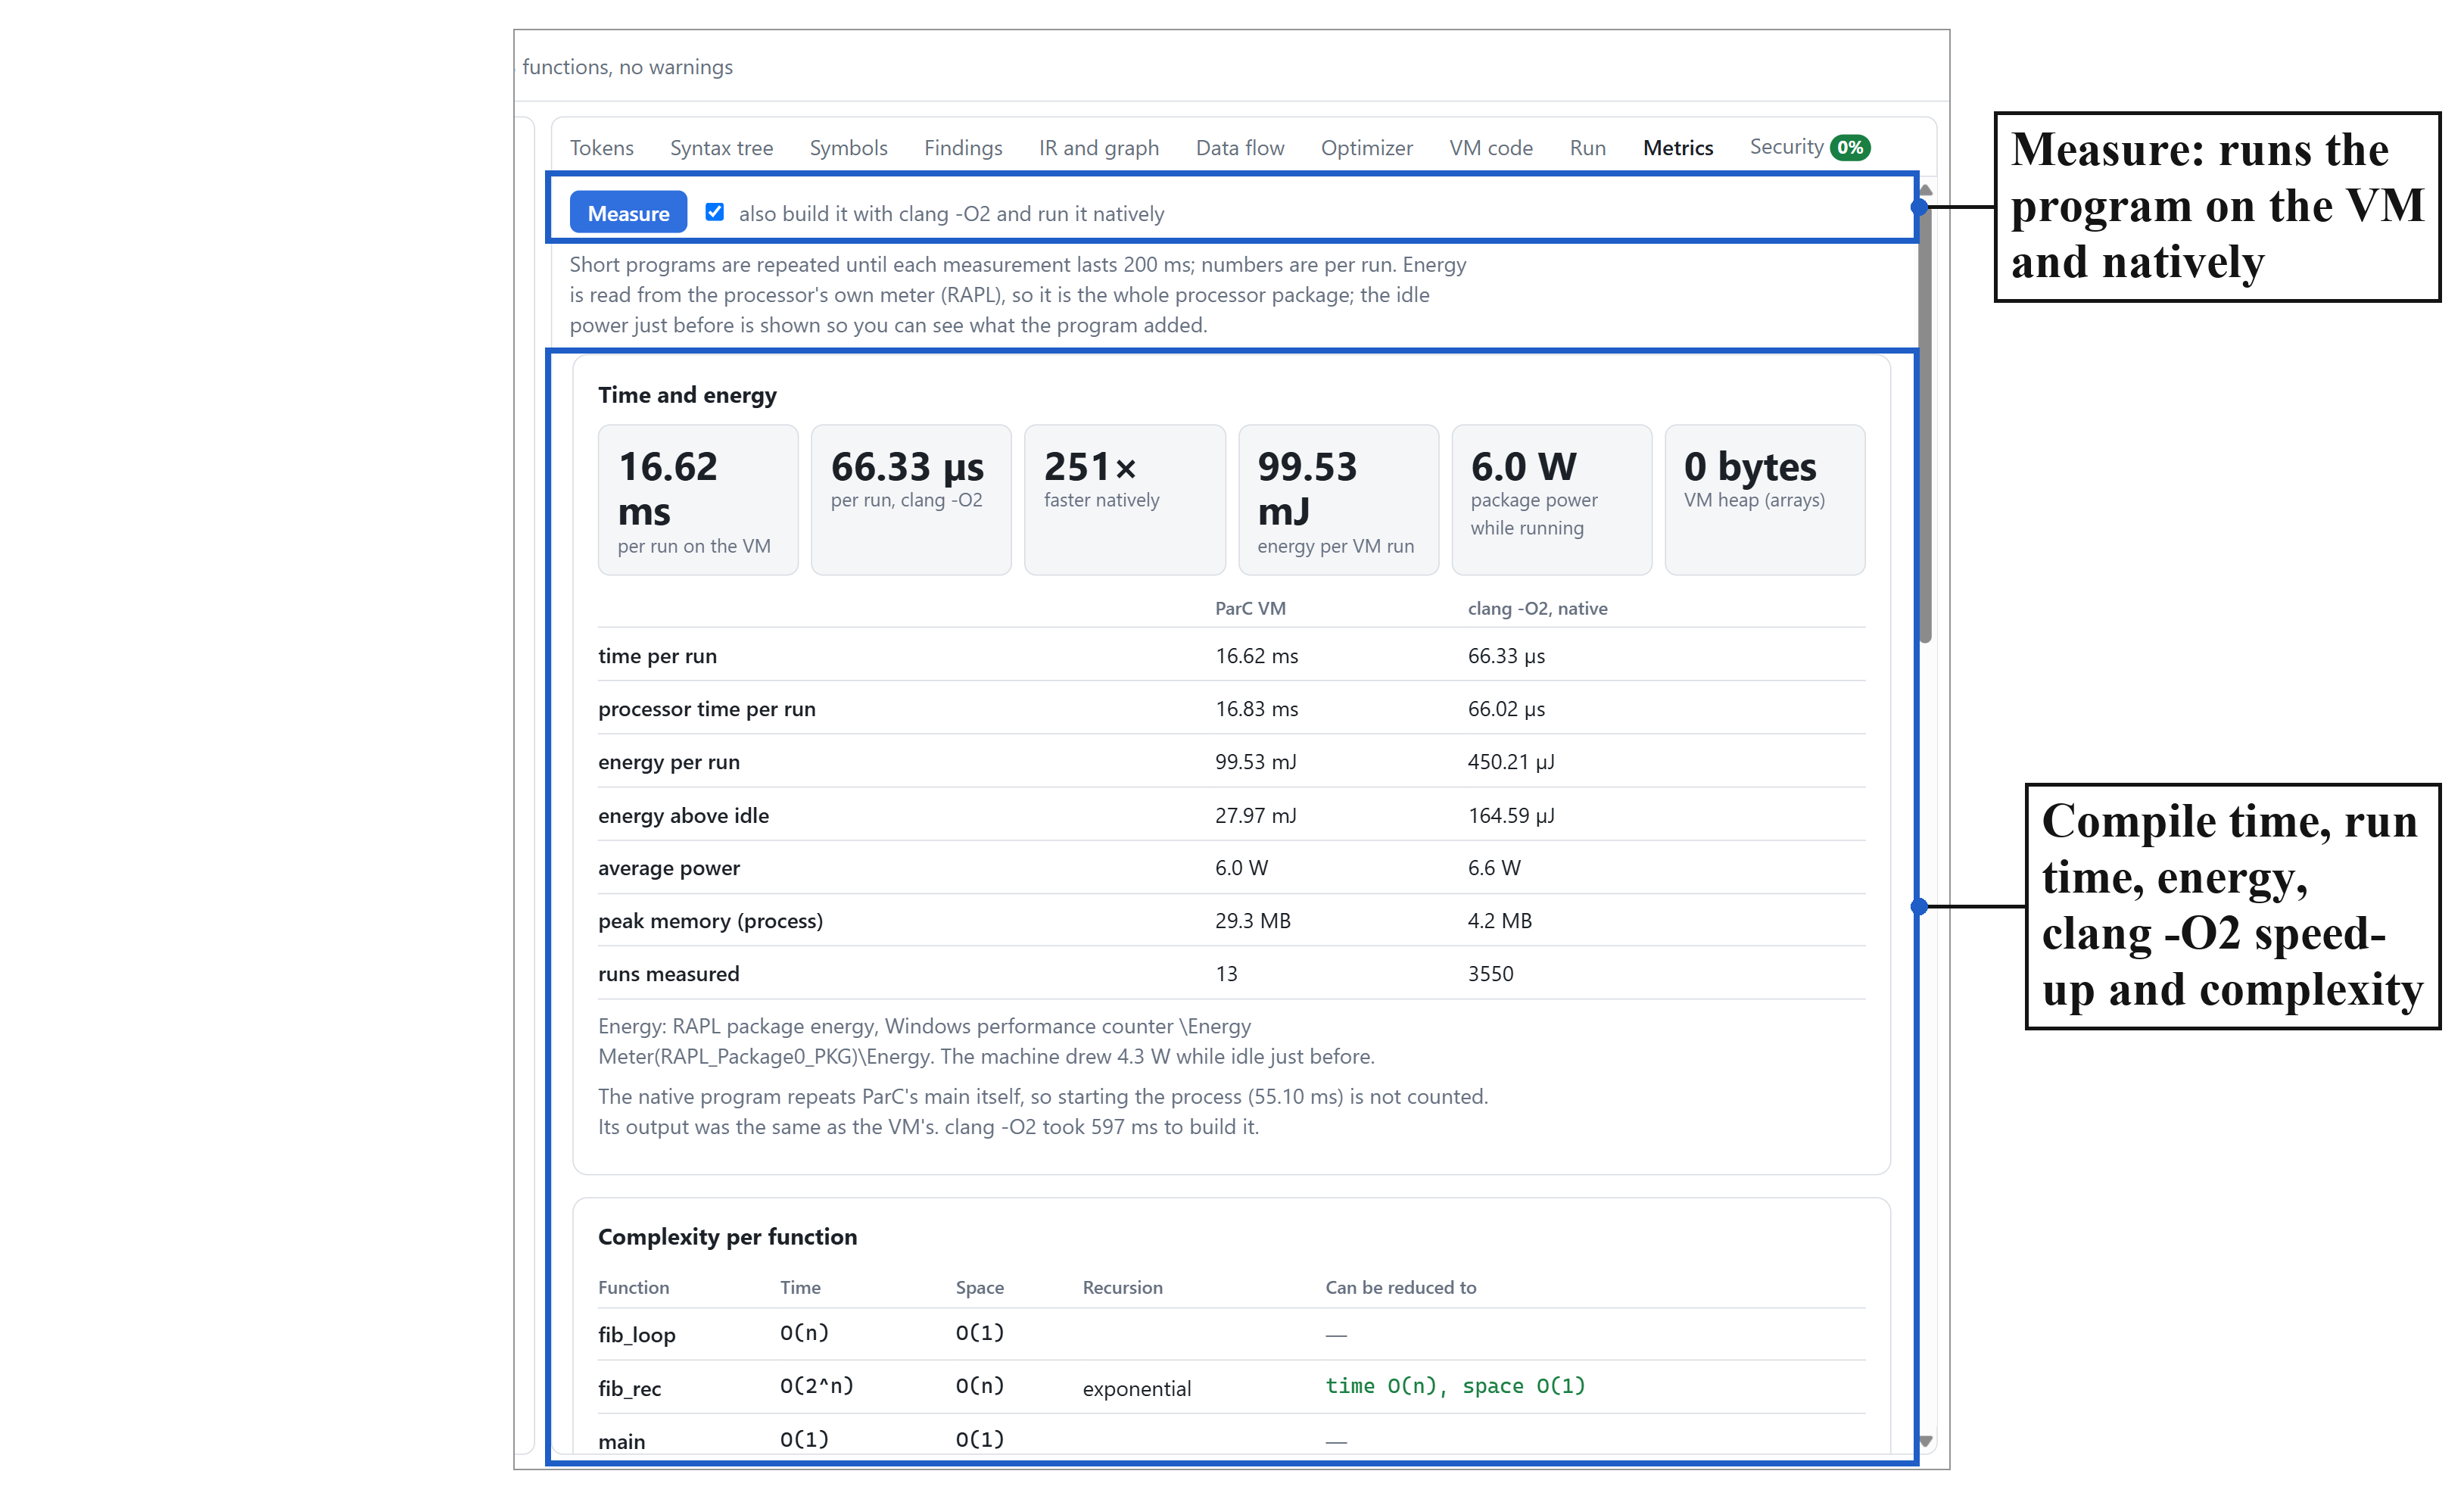 functions, no warnings
Tokens Syntax tree Symbols Findings IR and graph Data flow Optimizer VM code Run Metrics Security 0%
Measure also build it with clang -O2 and run it natively
Short programs are repeated until each measurement lasts 200 ms; numbers are per run. Energy
is read from the processor's own meter (RAPL), so it is the whole processor package; the idle
power just before is shown so you can see what the program added.
Time and energy
16.62
ms
per run on the VM
66.33 µs
per run, clang -O2
251×
faster natively
99.53
mJ
energy per VM run
6.0 W
package power
while running
0 bytes
VM heap (arrays)
ParC VM clang -O2, native
time per run 16.62 ms 66.33 µs
processor time per run 16.83 ms 66.02 µs
energy per run 99.53 mJ 450.21 µJ
energy above idle 27.97 mJ 164.59 µJ
average power 6.0 W 6.6 W
peak memory (process) 29.3 MB 4.2 MB
runs measured 13 3550
Energy: RAPL package energy, Windows performance counter \Energy
Meter(RAPL_Package0_PKG)\Energy. The machine drew 4.3 W while idle just before.
The native program repeats ParC's main itself, so starting the process (55.10 ms) is not counted.
Its output was the same as the VM's. clang -O2 took 597 ms to build it.
Complexity per function
Function Time Space Recursion Can be reduced to
fib_loop O(n) O(1) —
fib_rec O(2^n) O(n) exponential time O(n), space O(1)
main O(1) O(1) —
Measure: runs the
program on the VM
and natively
Compile time, run
time, energy,
clang -O2 speed-
up and complexity